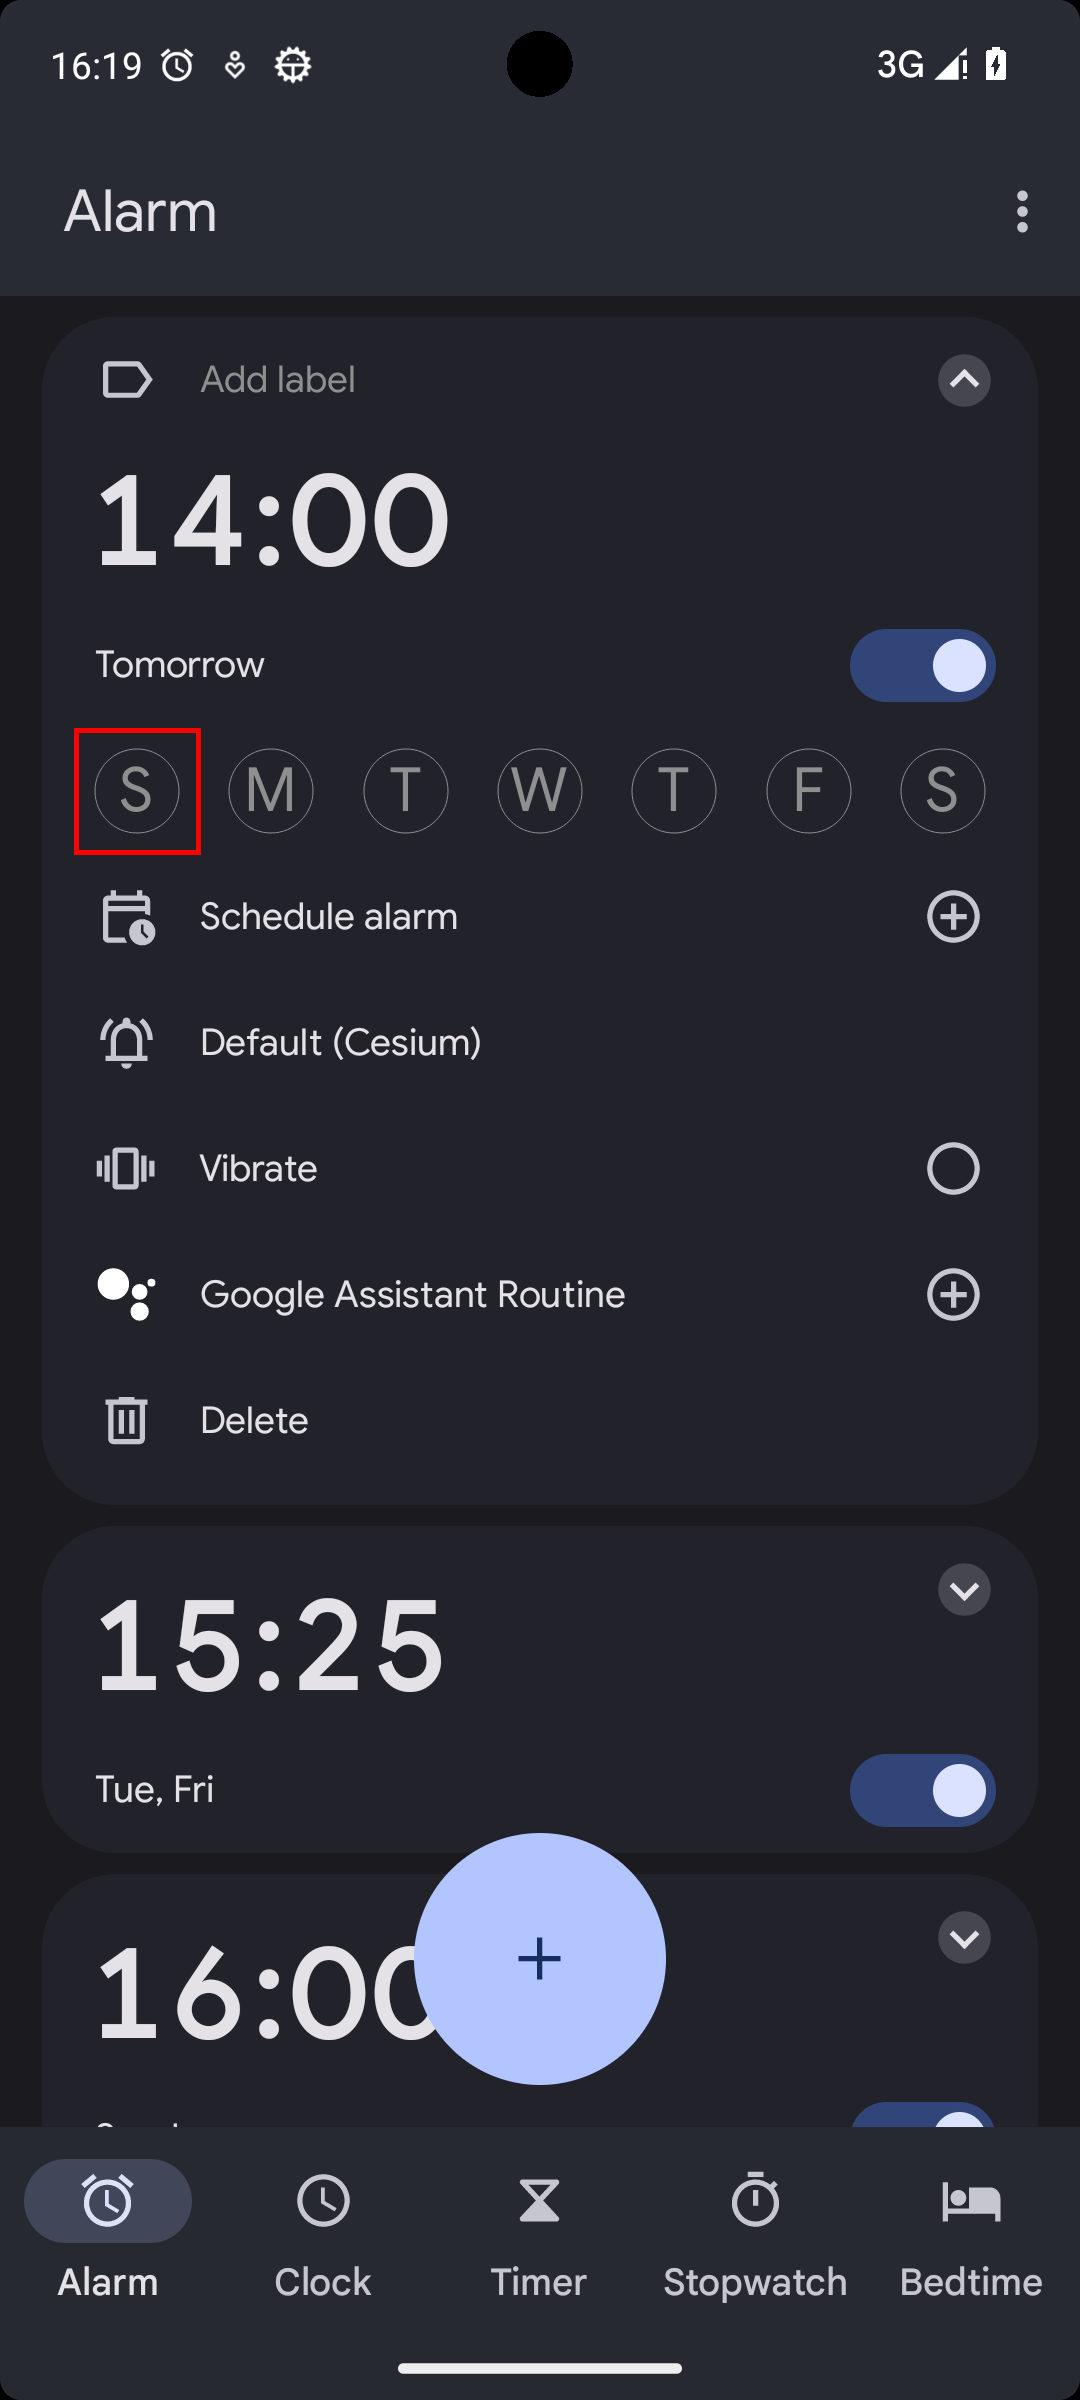 16:19
3G
Alarm
Add label
14:00
Tomorrow
S M T W T F S
Schedule alarm
Default (Cesium)
Vibrate
Google Assistant Routine
Delete
15:25
Tue, Fri
16:00
Alarm
Clock
Timer
Stopwatch
Bedtime